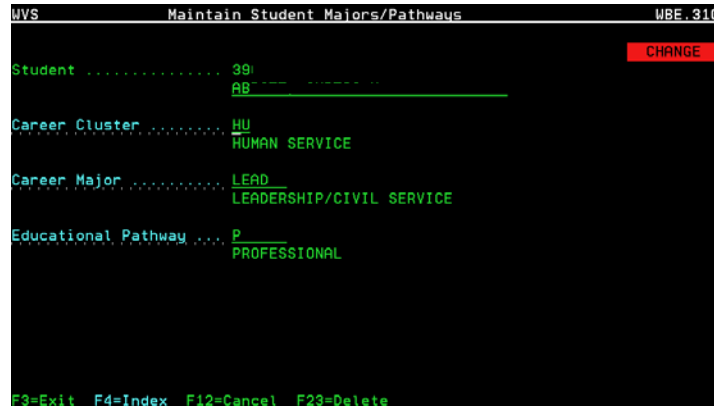 WVS Maintain Student Majors/Pathways WBE.310
CHANGE
Student ............... 39
AB
Career Cluster ........ HU
HUMAN SERVICE
Career Major .......... LEAD
LEADERSHIP/CIVIL SERVICE
Educational Pathway ... P
PROFESSIONAL
F3=Exit F4=Index F12=Cancel F23=Delete